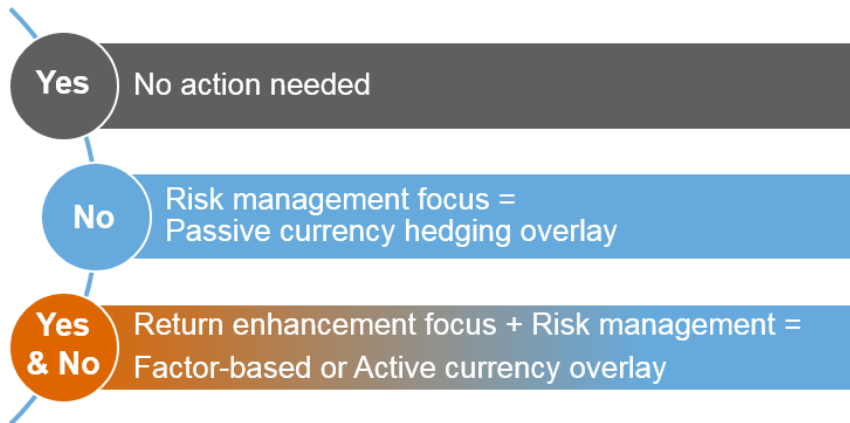 Yes
No action needed
No
Risk management focus =
Passive currency hedging overlay
Yes
& No
Return enhancement focus + Risk management =
Factor-based or Active currency overlay